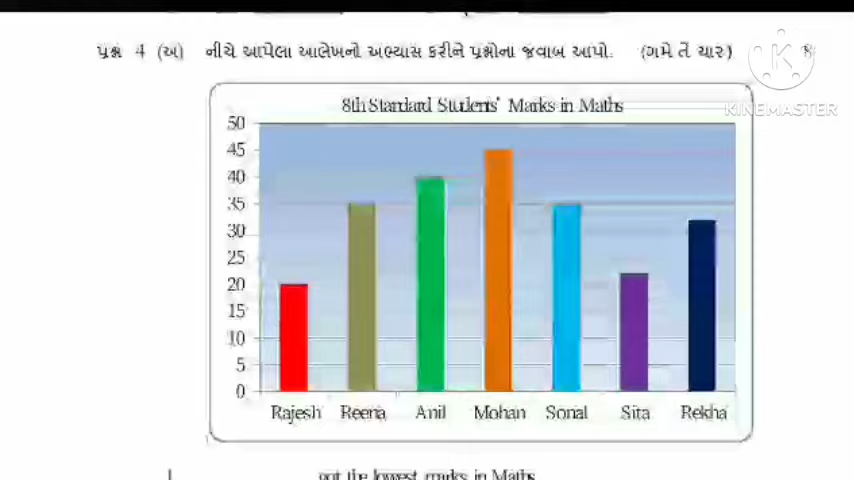 પ્રશ્ન 4 (અ) નીચે આપેલા આલેખનો અભ્યાસ કરીને પ્રશ્નોના જવાબ આપો. (ગમે તે ચાર) 8
KINEMASTER
8th Standard Students' Marks in Maths
50
45
40
35
30
25
20
15
10
5
0
Rajesh Reena Anil Mohan Sonal Sita Rekha
1 got the lowest marks in Maths